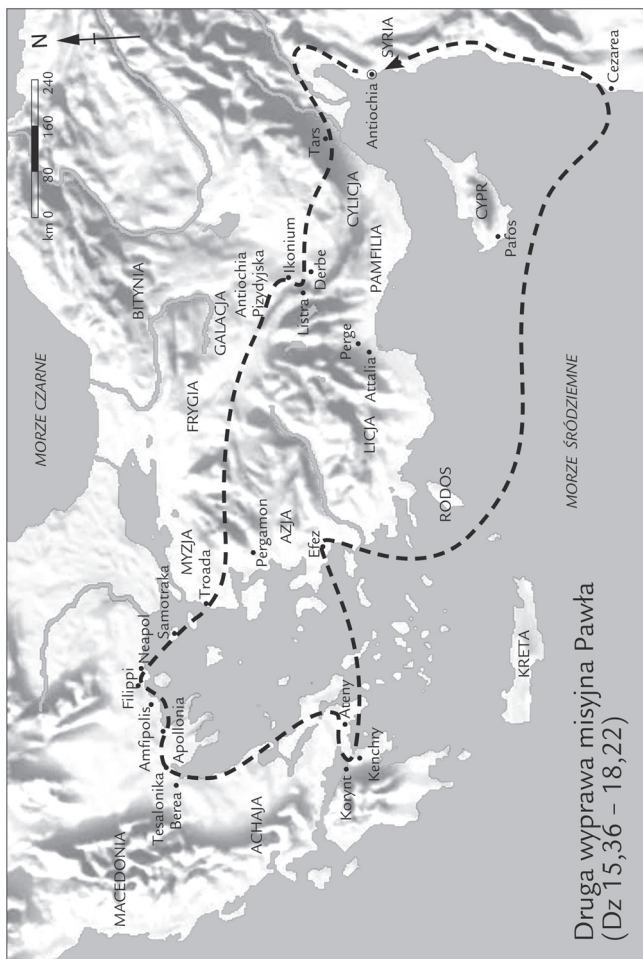 MORZE CZARNE
km 0 80 160 240
N
MACEDONIA
Filippi
Neapol
Amfipolis
Apollonia
Tesalonika
Berea
Samotraka
Troada
MYZJA
BITYNIA
FRYGIA
GALACJA
Antiochia
Pizydyjska
Ikonium
Listra
Derbe
Tars
CYLICJA
PAMFILIA
Perge
Attalia
LICJA
Pergamon
AZJA
Efez
ACHAJA
Ateny
Korynt
Kenchry
RODOS
KRETA
CYPR
Pafos
Antiochia
SYRIA
Cezarea
MORZE ŚRÓDZIEMNE
Druga wyprawa misyjna Pawła
(Dz 15,36 – 18,22)